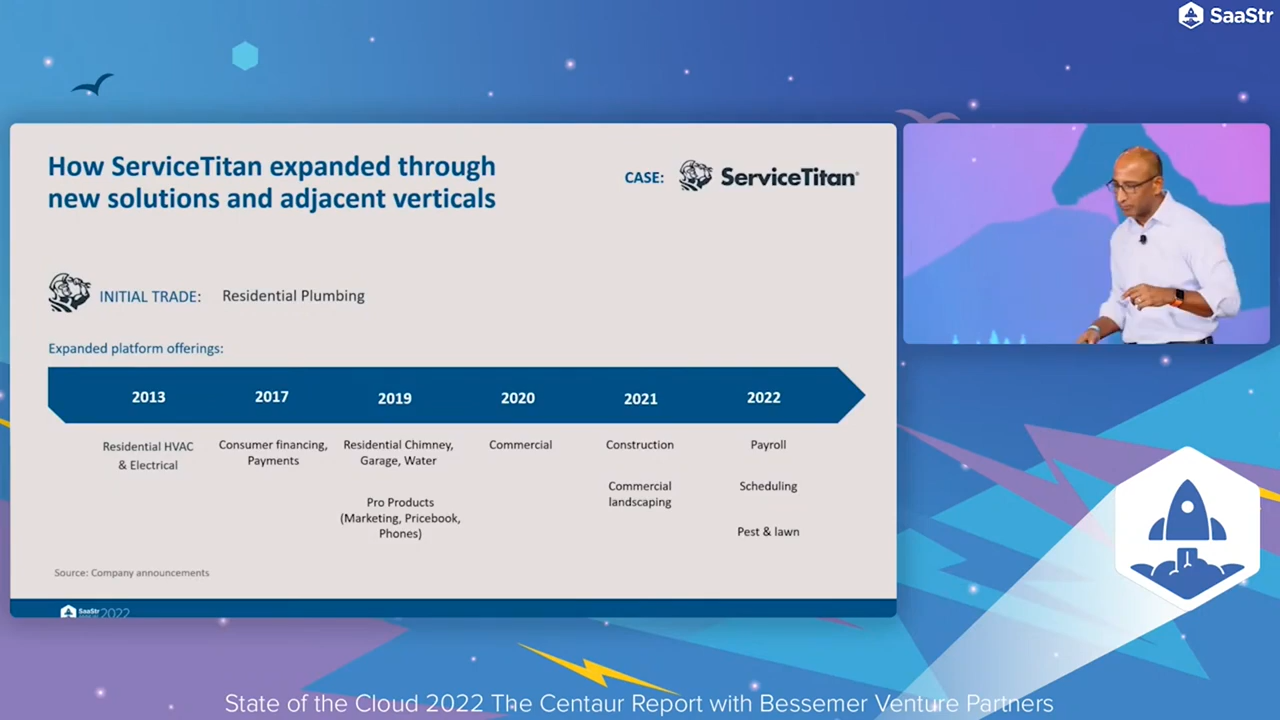 SaaStr
How ServiceTitan expanded through
new solutions and adjacent verticals
CASE: ServiceTitan®
INITIAL TRADE: Residential Plumbing
Expanded platform offerings:
2013 2017 2019 2020 2021 2022
Residential HVAC
& Electrical
Consumer financing,
Payments
Residential Chimney,
Garage, Water
Pro Products
(Marketing, Pricebook,
Phones)
Commercial
Construction
Commercial
landscaping
Payroll
Scheduling
Pest & lawn
Source: Company announcements
SaaStr 2022
State of the Cloud 2022 The Centaur Report with Bessemer Venture Partners